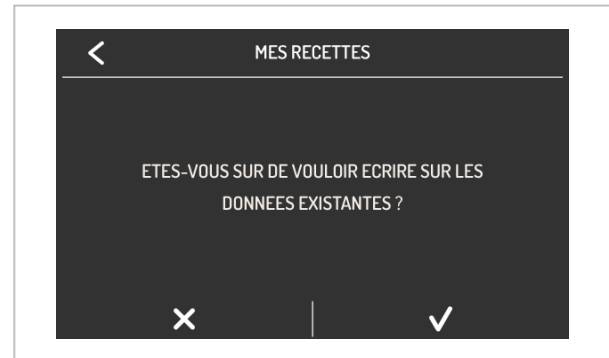 MES RECETTES
ETES-VOUS SUR DE VOULOIR ECRIRE SUR LES
DONNEES EXISTANTES ?